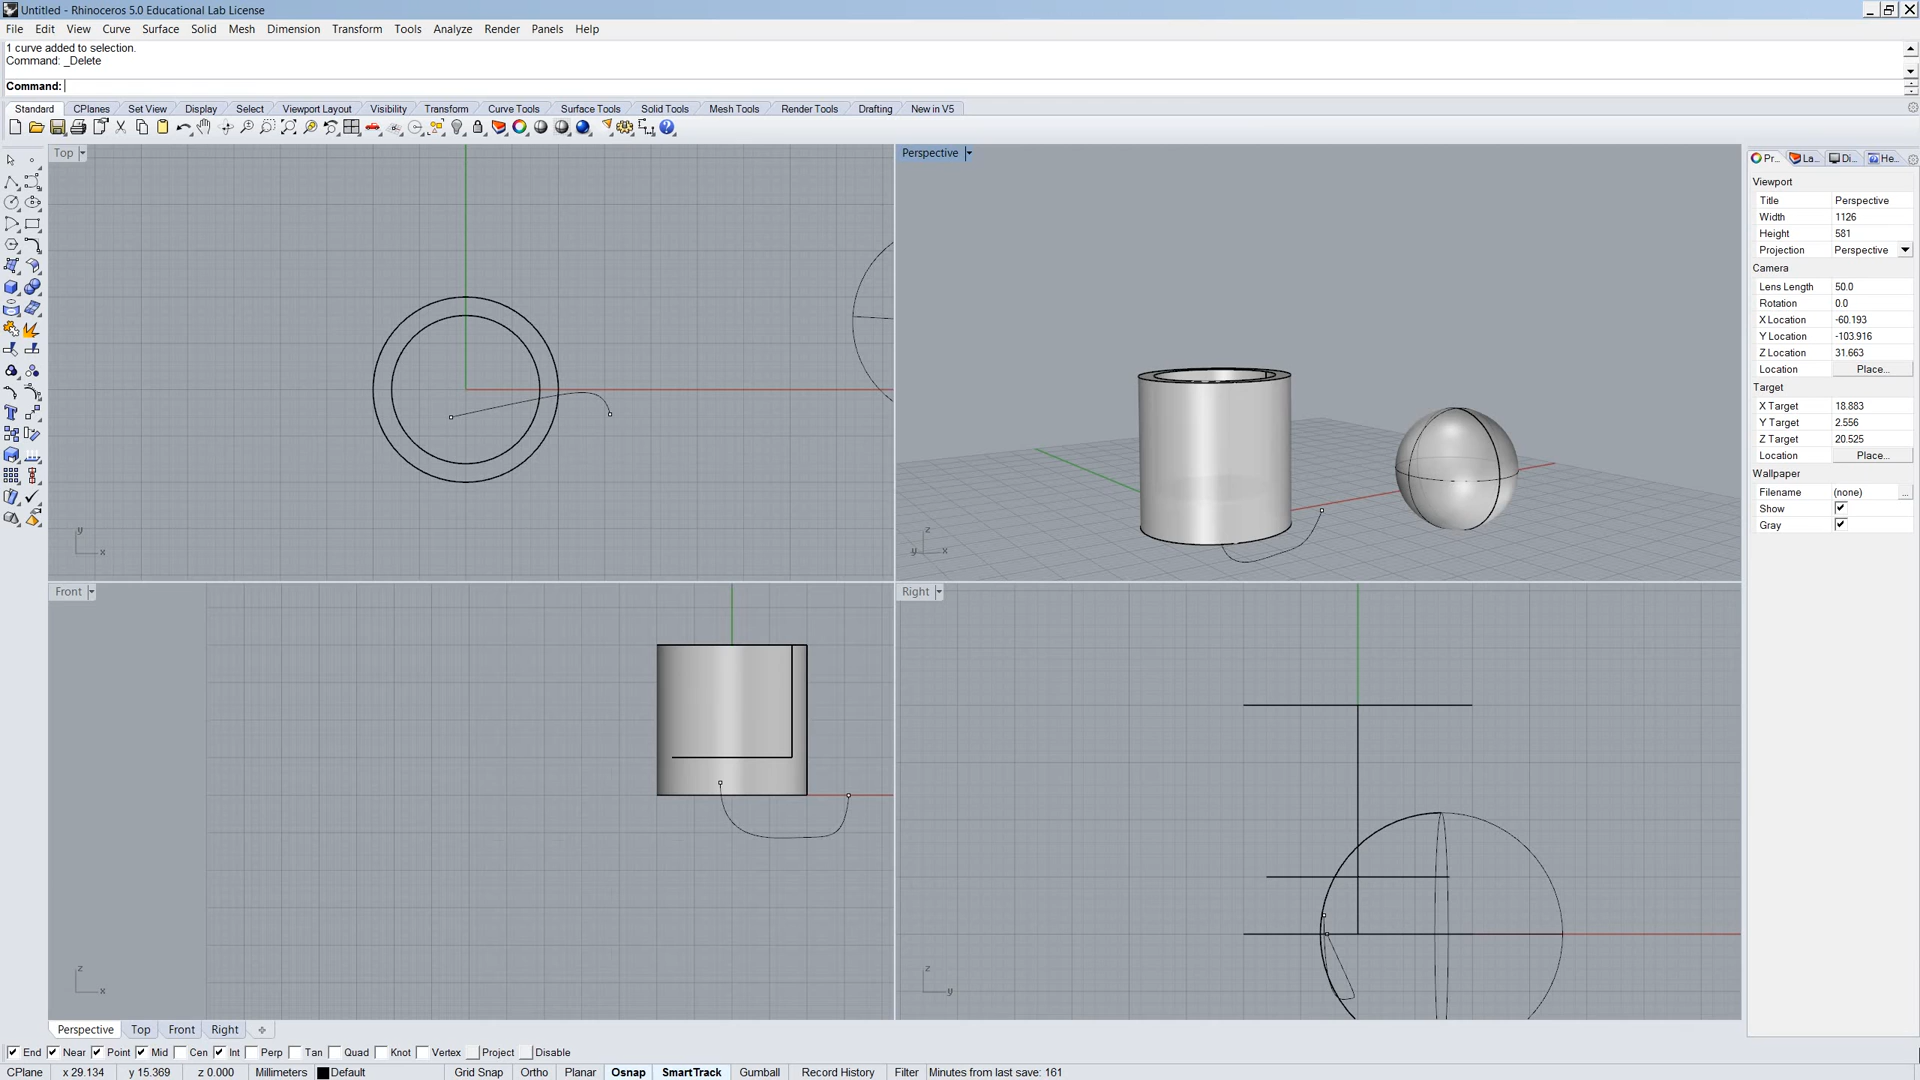 Untitled - Rhinoceros 5.0 Educational Lab License
File Edit View Curve Surface Solid Mesh Dimension Transform Tools Analyze Render Panels Help
1 curve added to selection.
Command: _Delete
Command:
Standard CPlanes Set View Display Select Viewport Layout Visibility Transform Curve Tools Surface Tools Solid Tools Mesh Tools Render Tools Drafting New in V5
Top
Perspective
Pr... La... Di... He...
Viewport
Title Perspective
Width 1126
Height 581
Projection Perspective
Camera
Lens Length 50.0
Rotation 0.0
X Location -60.193
Y Location -103.916
Z Location 31.663
Location Place...
Target
X Target 18.883
Y Target 2.556
Z Target 20.525
Location Place...
Wallpaper
Filename (none) ...
Show
Gray
y
x
z
y x
Front
Right
z
x
z
y
Perspective Top Front Right
End Near Point Mid Cen Int Perp Tan Quad Knot Vertex Project Disable
CPlane x 29.134 y 15.369 z 0.000 Millimeters Default Grid Snap Ortho Planar Osnap SmartTrack Gumball Record History Filter Minutes from last save: 161